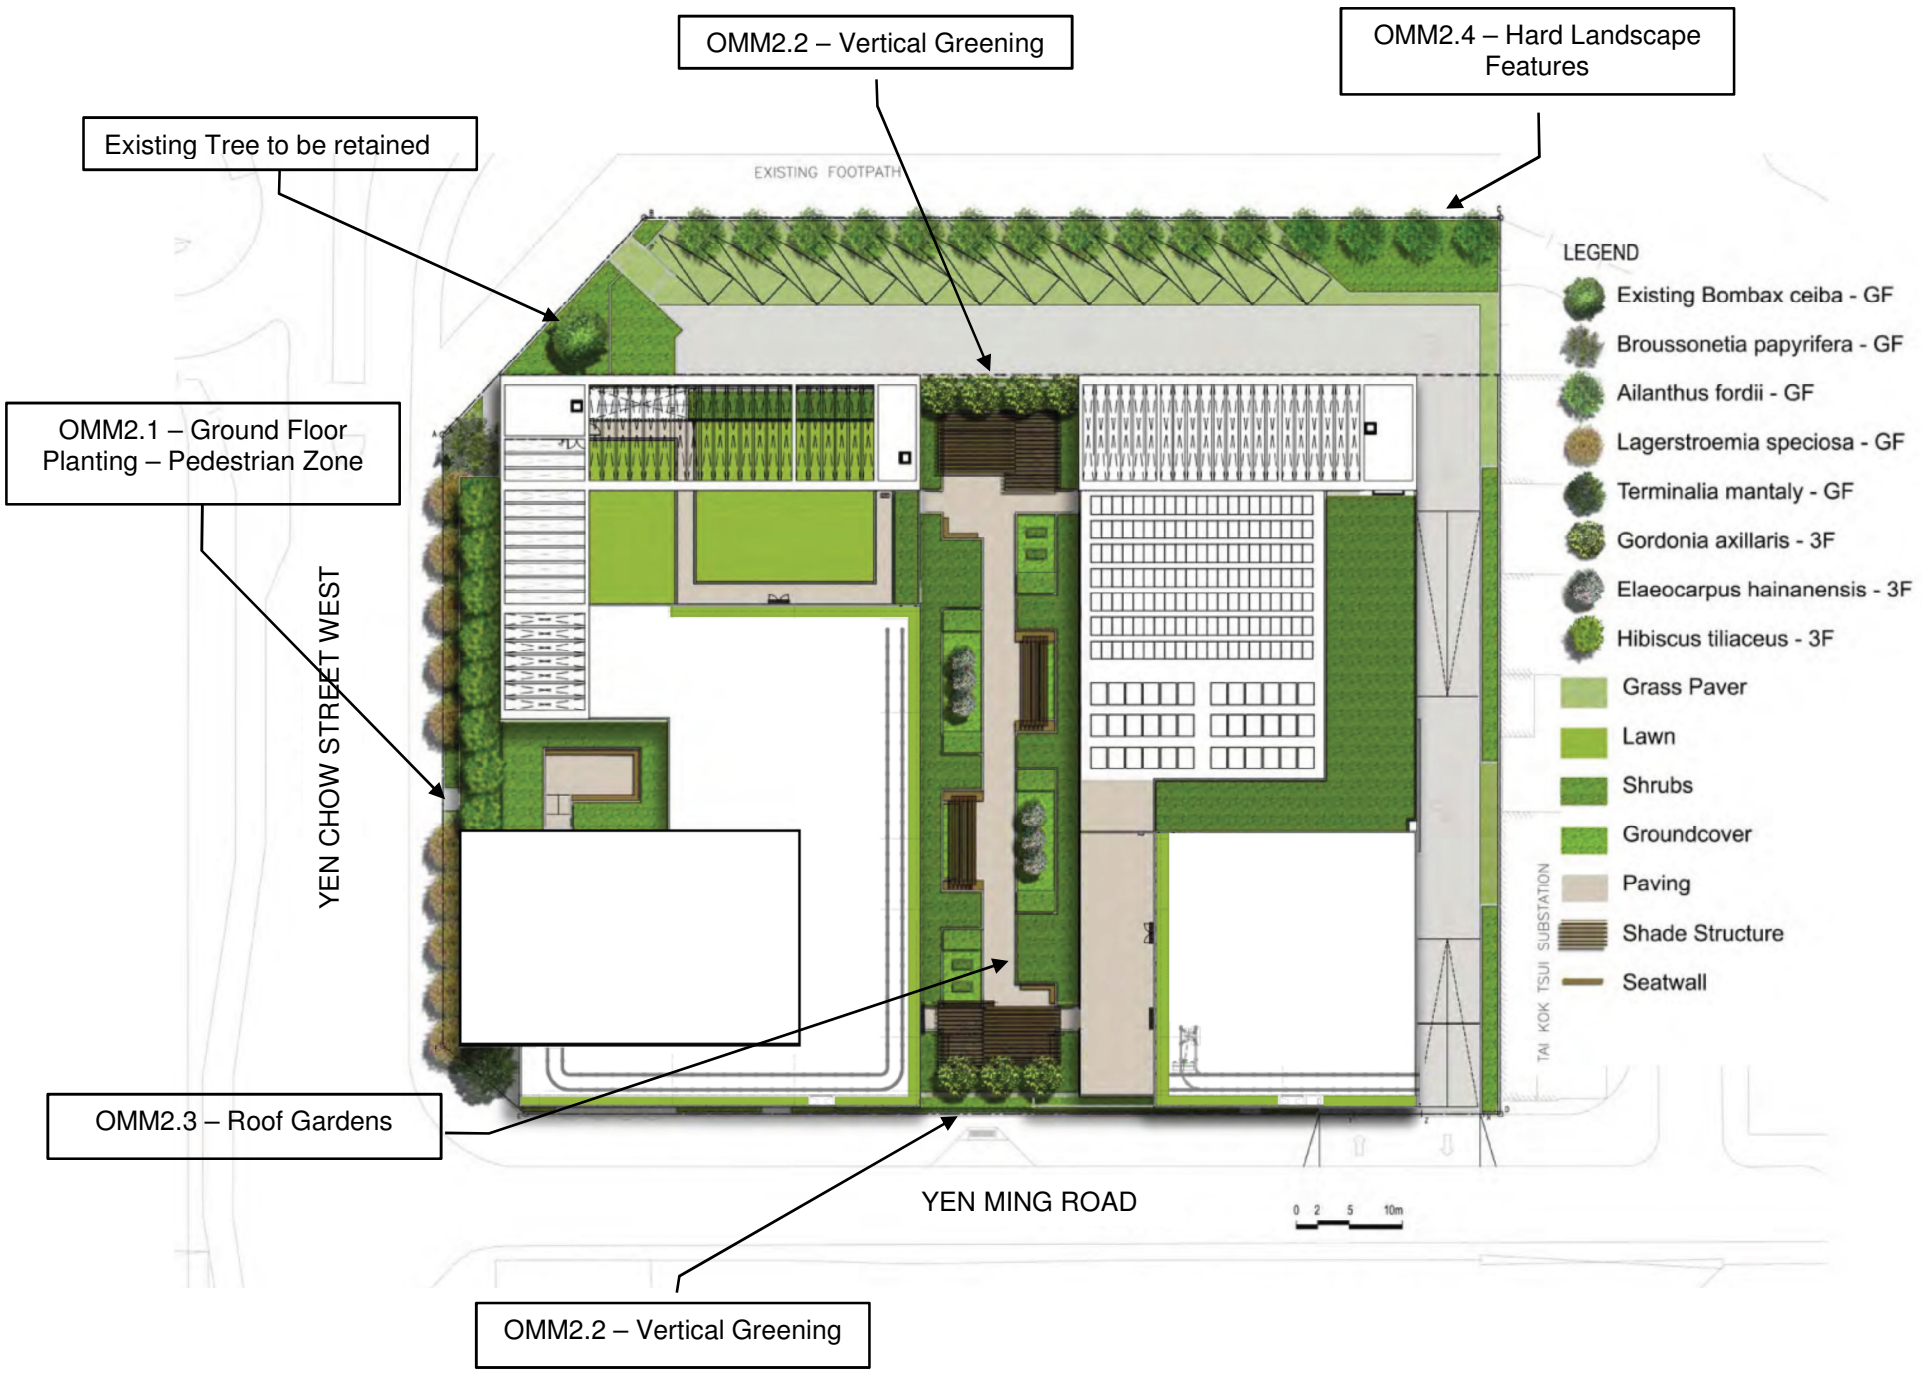 OMM2.2 – Vertical Greening
OMM2.4 – Hard Landscape
Features
Existing Tree to be retained
EXISTING FOOTPATH
OMM2.1 – Ground Floor
Planting – Pedestrian Zone
YEN CHOW STREET WEST
LEGEND
Existing Bombax ceiba - GF
Broussonetia papyrifera - GF
Ailanthus fordii - GF
Lagerstroemia speciosa - GF
Terminalia mantaly - GF
Gordonia axillaris - 3F
Elaeocarpus hainanensis - 3F
Hibiscus tiliaceus - 3F
Grass Paver
Lawn
Shrubs
Groundcover
Paving
Shade Structure
Seatwall
TAI KOK TSUI SUBSTATION
OMM2.3 – Roof Gardens
YEN MING ROAD
0 2 5 10m
OMM2.2 – Vertical Greening